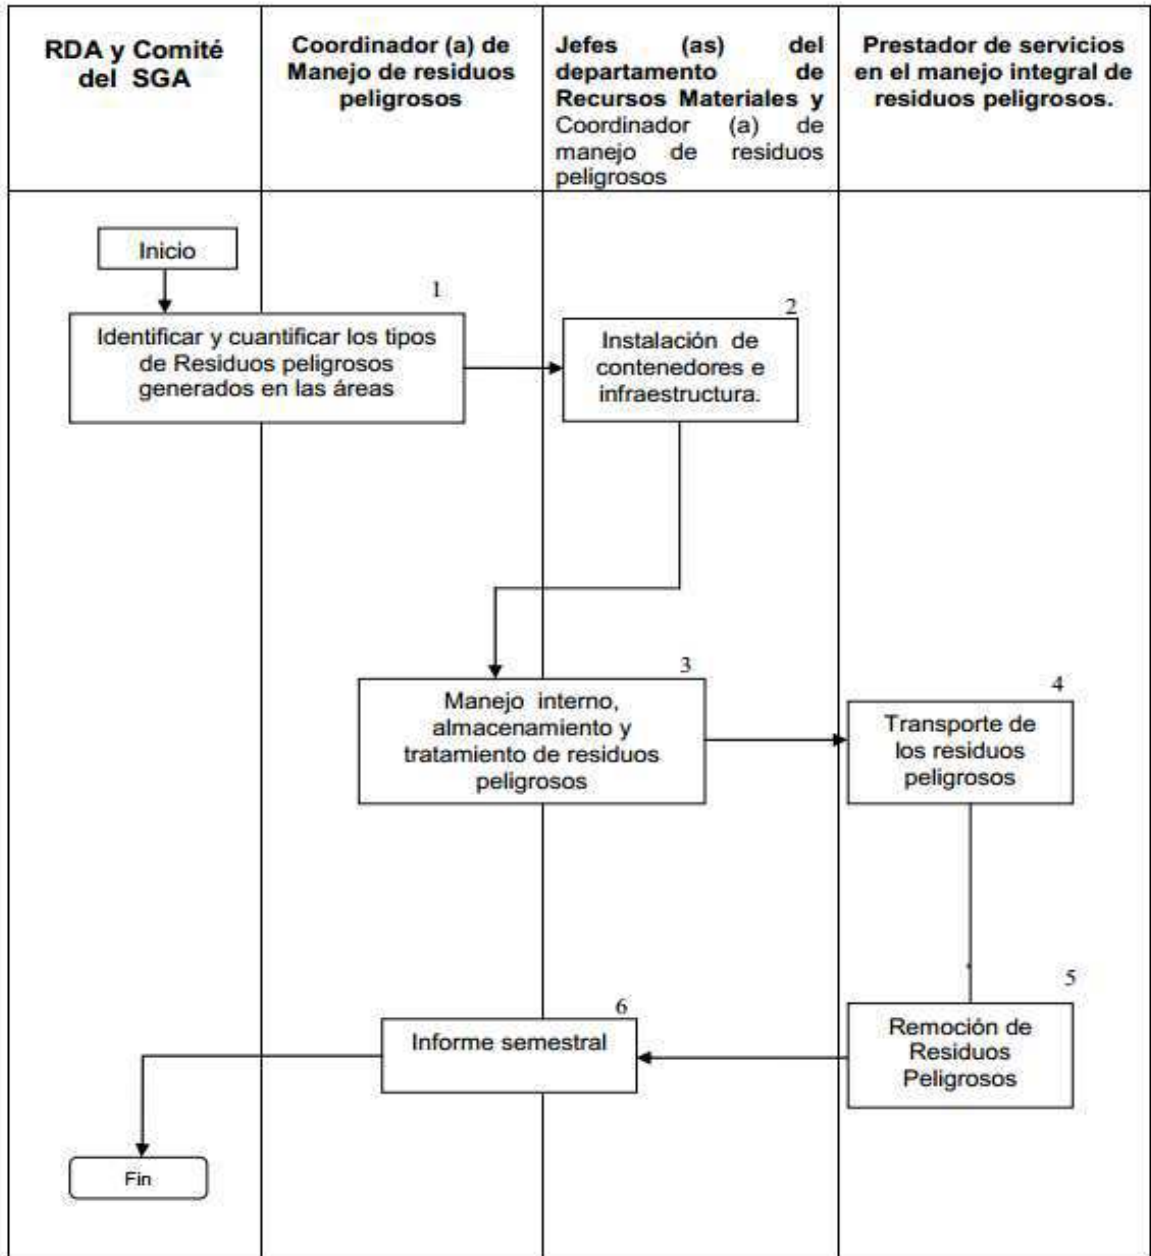 RDA y Comité
del SGA
Coordinador (a) de
Manejo de residuos
peligrosos
Jefes (as) del
departamento de
Recursos Materiales y
Coordinador (a) de
manejo de residuos
peligrosos
Prestador de servicios
en el manejo integral de
residuos peligrosos.
Inicio
1
Identificar y cuantificar los tipos
de Residuos peligrosos
generados en las áreas
2
Instalación de
contenedores e
infraestructura.
3
Manejo interno,
almacenamiento y
tratamiento de residuos
peligrosos
4
Transporte de
los residuos
peligrosos
5
Remoción de
Residuos
Peligrosos
6
Informe semestral
Fin